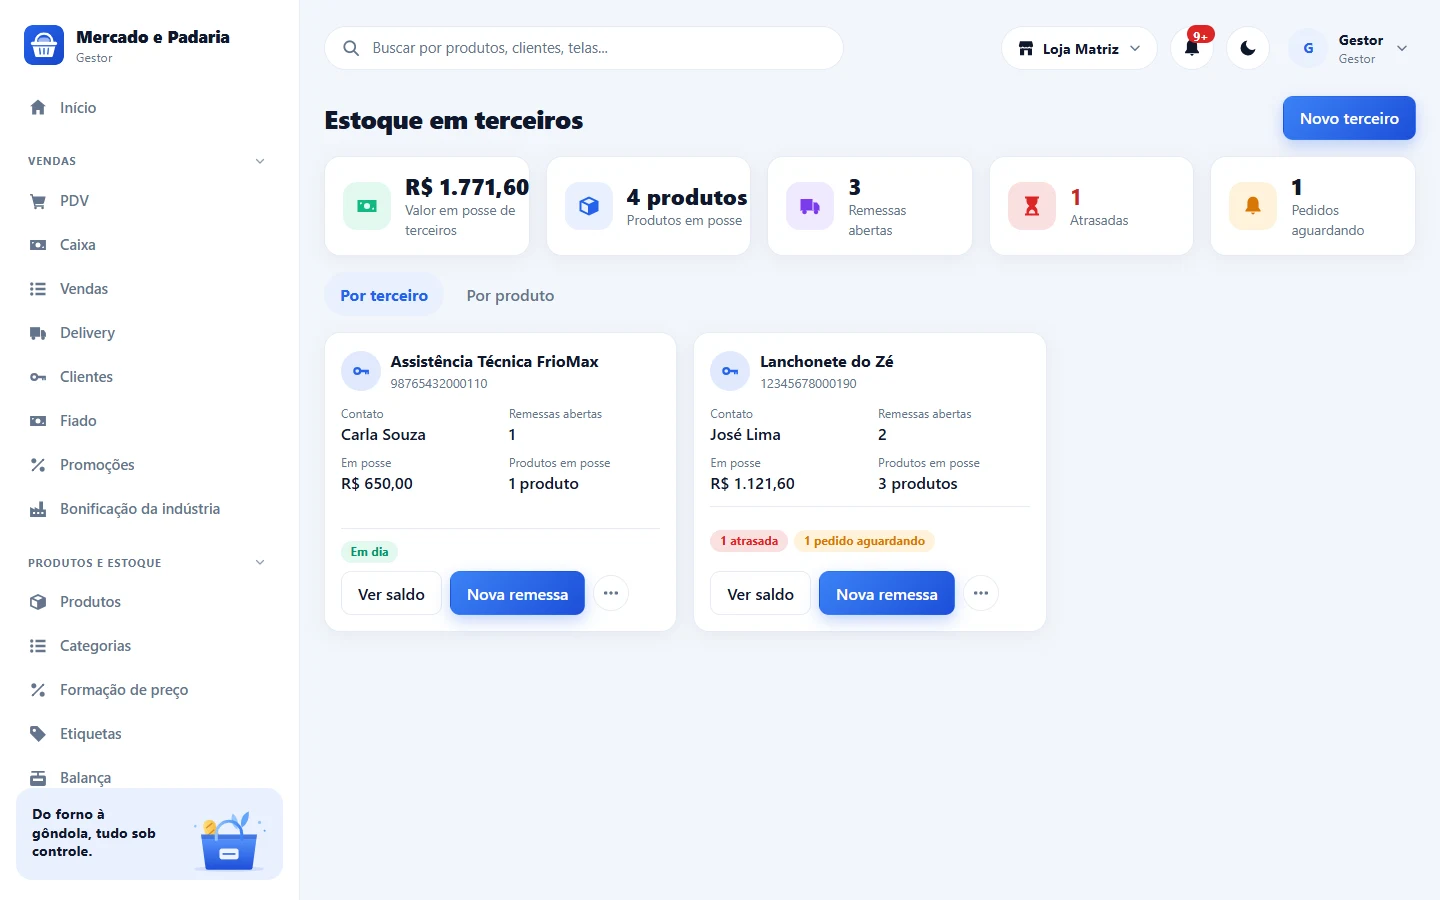 Mercado e Padaria
Gestor
Início
VENDAS
PDV
Caixa
Vendas
Delivery
Clientes
Fiado
Promoções
Bonificação da indústria
PRODUTOS E ESTOQUE
Produtos
Categorias
Formação de preço
Etiquetas
Balança
Do forno à
gôndola, tudo sob
controle.
Buscar por produtos, clientes, telas...
Loja Matriz
9+
G
Gestor
Gestor
Estoque em terceiros
Novo terceiro
R$ 1.771,60
Valor em posse de
terceiros
4 produtos
Produtos em posse
3
Remessas
abertas
1
Atrasadas
1
Pedidos
aguardando
Por terceiro
Por produto
Assistência Técnica FrioMax
98765432000110
Contato
Remessas abertas
Carla Souza
1
Em posse
Produtos em posse
R$ 650,00
1 produto
Em dia
Ver saldo
Nova remessa
Lanchonete do Zé
12345678000190
Contato
Remessas abertas
José Lima
2
Em posse
Produtos em posse
R$ 1.121,60
3 produtos
1 atrasada
1 pedido aguardando
Ver saldo
Nova remessa